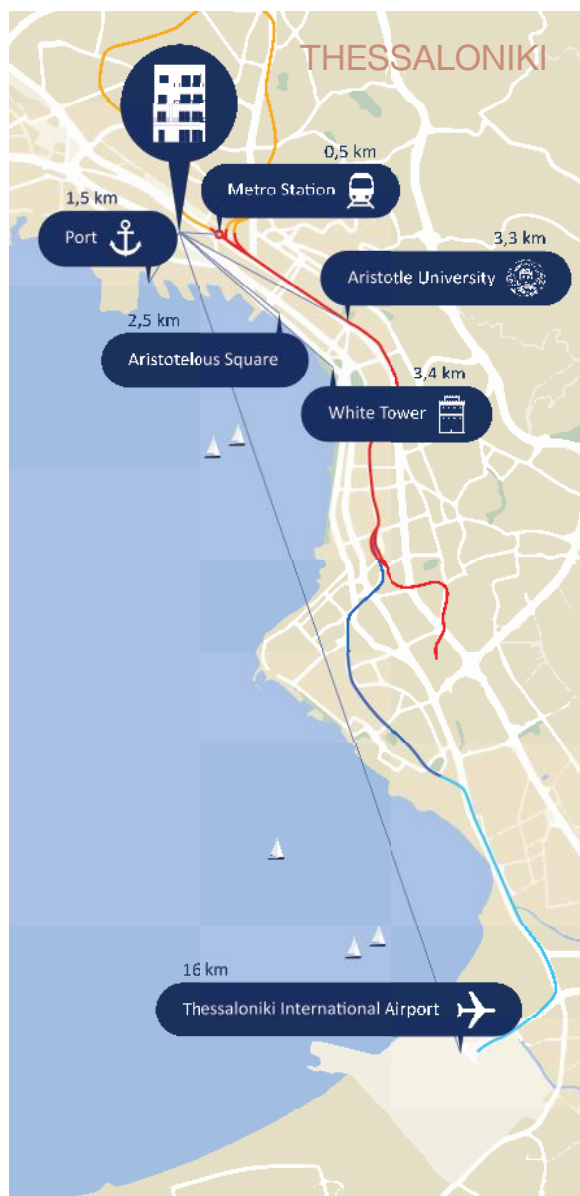 THESSALONIKI
0,5 km
Metro Station
1,5 km
Port
3,3 km
Aristotle University
2,5 km
Aristotelous Square
3,4 km
White Tower
16 km
Thessaloniki International Airport